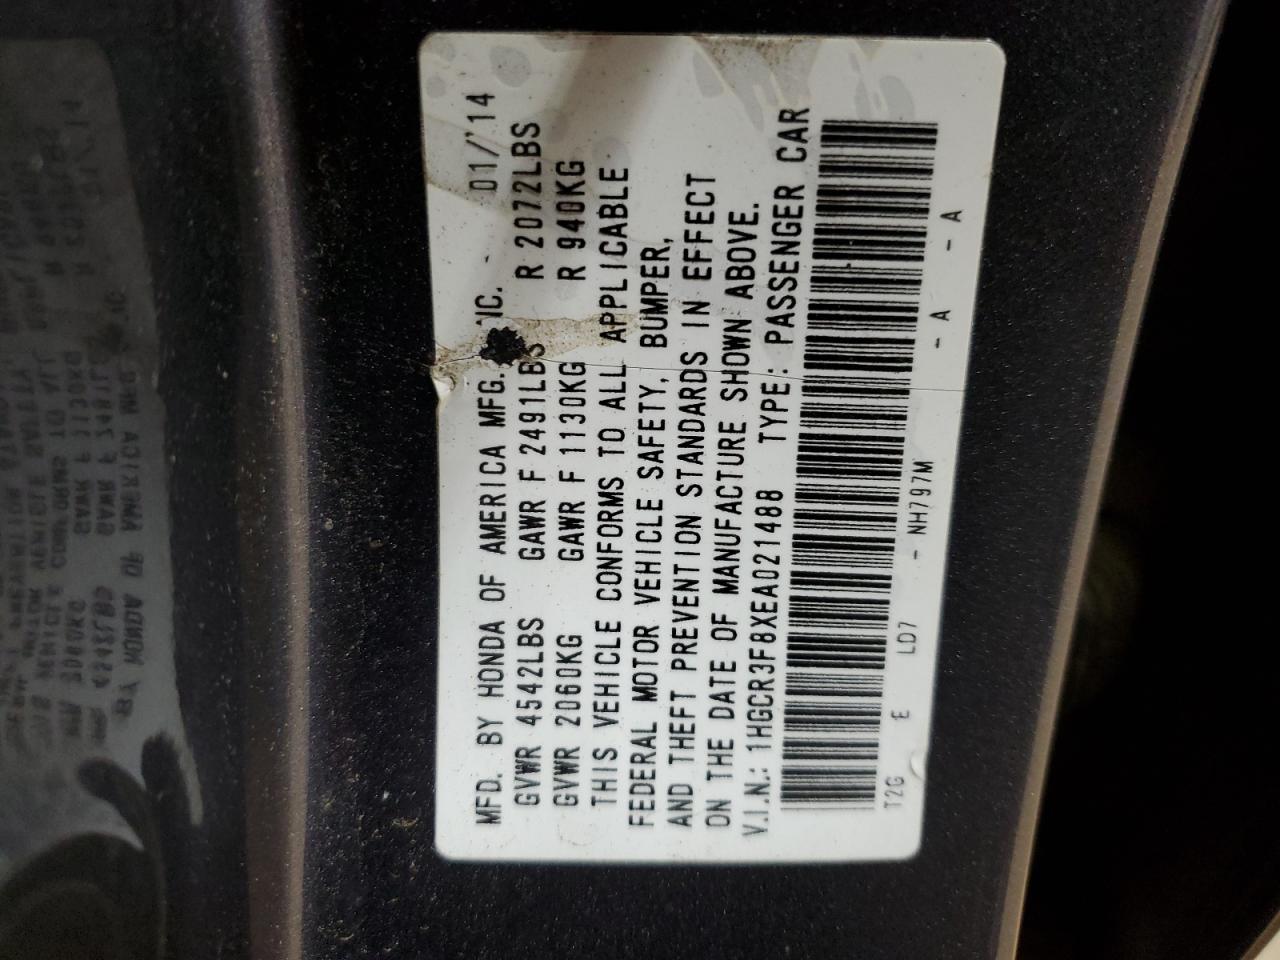 MFD. BY HONDA OF AMERICA MFG. INC. - 01/'14
GVWR 4542LBS GAWR F 2491LBS R 2072LBS
GVWR 2060KG GAWR F 1130KG R 940KG
THIS VEHICLE CONFORMS TO ALL APPLICABLE
FEDERAL MOTOR VEHICLE SAFETY, BUMPER,
AND THEFT PREVENTION STANDARDS IN EFFECT
ON THE DATE OF MANUFACTURE SHOWN ABOVE.
V.I.N.: 1HGCR3F8XEA021488 TYPE: PASSENGER CAR
T2G E LD7 - NH797M - A - A